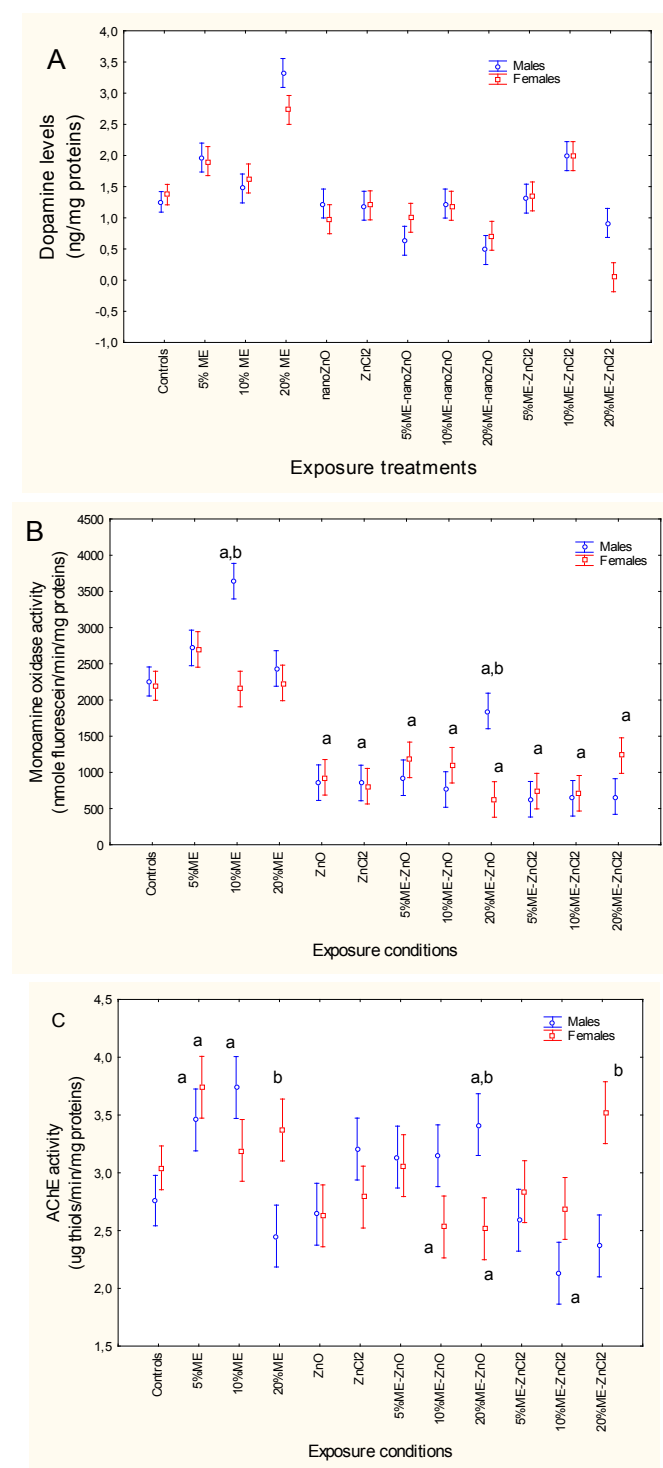 A
Males
Females
Dopamine levels
(ng/mg proteins)
4,0
3,5
3,0
2,5
2,0
1,5
1,0
0,5
0,0
-0,5
-1,0
Controls
5% ME
10% ME
20% ME
nanoZnO
ZnCl2
5%ME-nanoZnO
10%ME-nanoZnO
20%ME-nanoZnO
5%ME-ZnCl2
10%ME-ZnCl2
20%ME-ZnCl2
Exposure treatments
B
Males
Females
Monoamine oxidase activity
(nmole fluorescein/min/mg proteins)
4500
4000
3500
3000
2500
2000
1500
1000
500
0
a,b
a
a
a
a
a,b
a
a
a
a
Controls
5%ME
10%ME
20%ME
ZnO
ZnCl2
5%ME-ZnO
10%ME-ZnO
20%ME-ZnO
5%ME-ZnCl2
10%ME-ZnCl2
20%ME-ZnCl2
Exposure conditions
C
Males
Females
AChE activity
(ug thiols/min/mg proteins)
4,5
4,0
3,5
3,0
2,5
2,0
1,5
a
a
a
b
a
a,b
a
a
b
Controls
5%ME
10%ME
20%ME
ZnO
ZnCl2
5%ME-ZnO
10%ME-ZnO
20%ME-ZnO
5%ME-ZnCl2
10%ME-ZnCl2
20%ME-ZnCl2
Exposure conditions